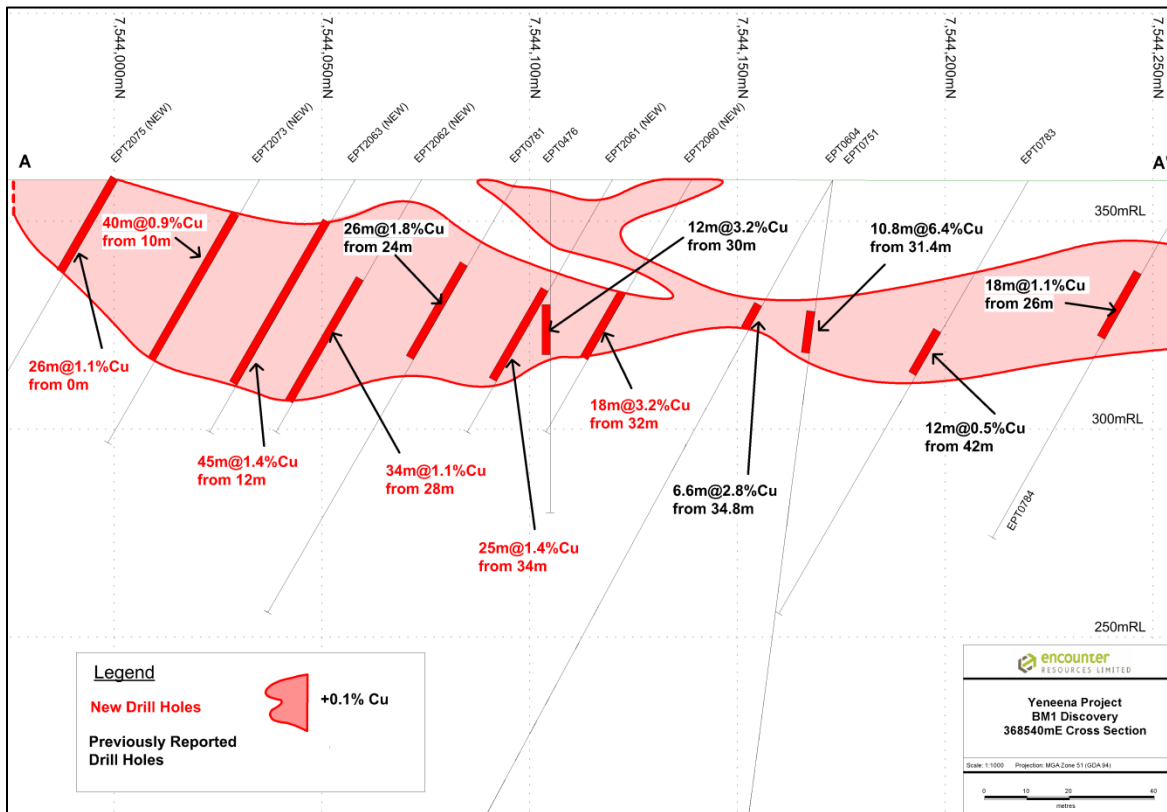 7,544,000mN
7,544,050mN
7,544,100mN
7,544,150mN
7,544,200mN
7,544,250mN
EPT2075 (NEW)
EPT2073 (NEW)
EPT2063 (NEW)
EPT2062 (NEW)
EPT0781
EPT0476
EPT2061 (NEW)
EPT2060 (NEW)
EPT0604
EPT0751
EPT0783
A
A'
350mRL
40m@0.9%Cu
from 10m
26m@1.8%Cu
from 24m
12m@3.2%Cu
from 30m
10.8m@6.4%Cu
from 31.4m
18m@1.1%Cu
from 26m
26m@1.1%Cu
from 0m
45m@1.4%Cu
from 12m
34m@1.1%Cu
from 28m
25m@1.4%Cu
from 34m
18m@3.2%Cu
from 32m
6.6m@2.8%Cu
from 34.8m
12m@0.5%Cu
from 42m
300mRL
EPT0784
250mRL
Legend
New Drill Holes
+0.1% Cu
Previously Reported
Drill Holes
encounter
RESOURCES LIMITED
Yeneena Project
BM1 Discovery
368540mE Cross Section
Scale: 1:1000 Projection: MGA Zone 51 (GDA 94)
0 10 20 40
metres